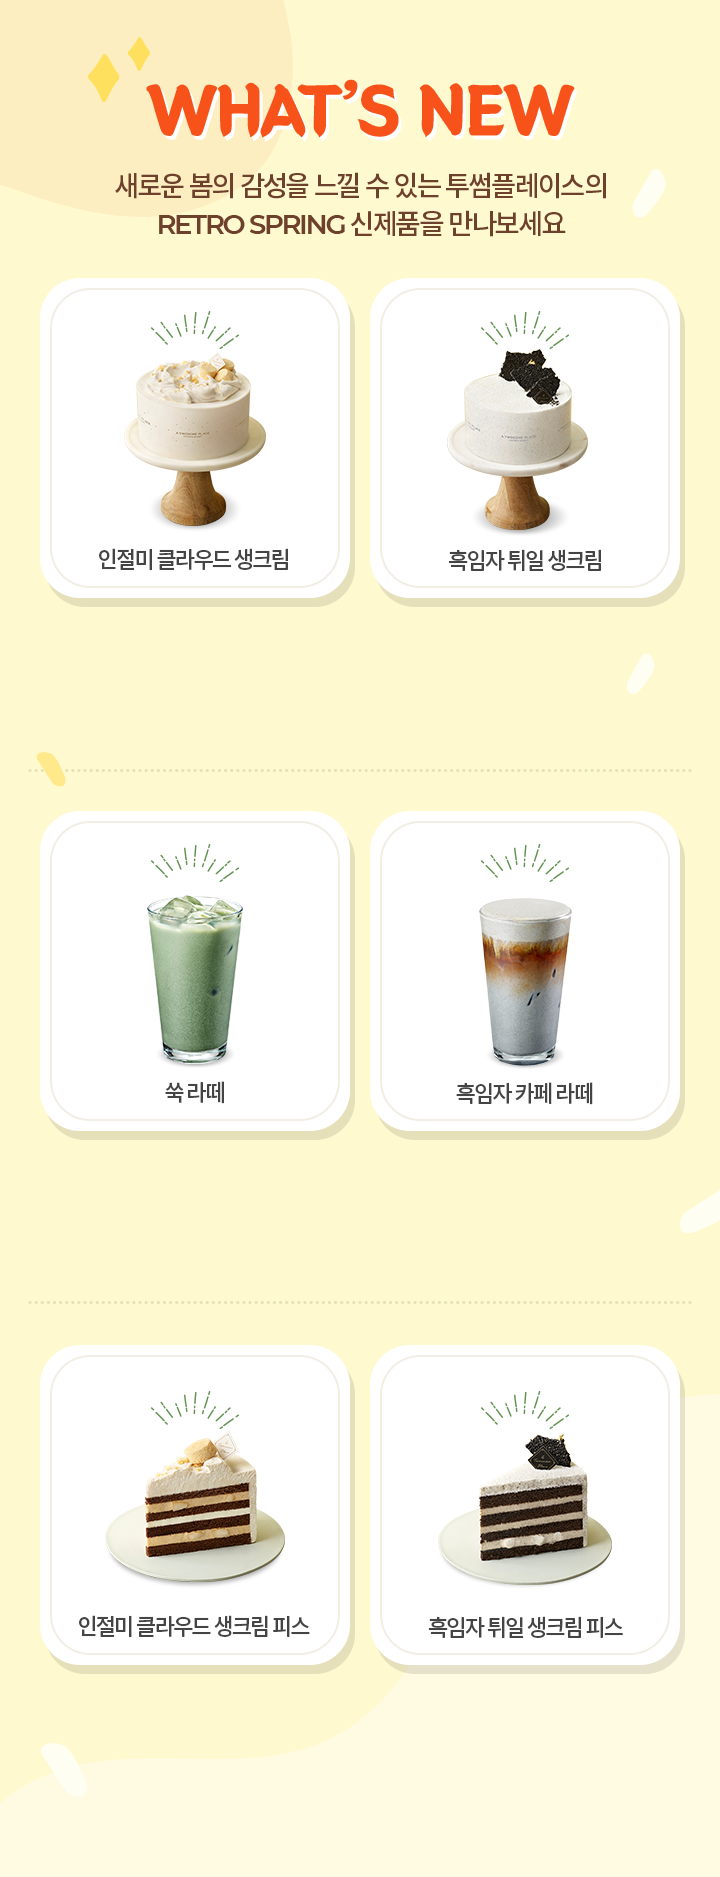 WHAT'S NEW
새로운 봄의 감성을 느낄 수 있는 투썸플레이스의
RETRO SPRING 신제품을 만나보세요
인절미 클라우드 생크림
흑임자 튀일 생크림
쑥 라떼
흑임자 카페 라떼
인절미 클라우드 생크림 피스
흑임자 튀일 생크림 피스